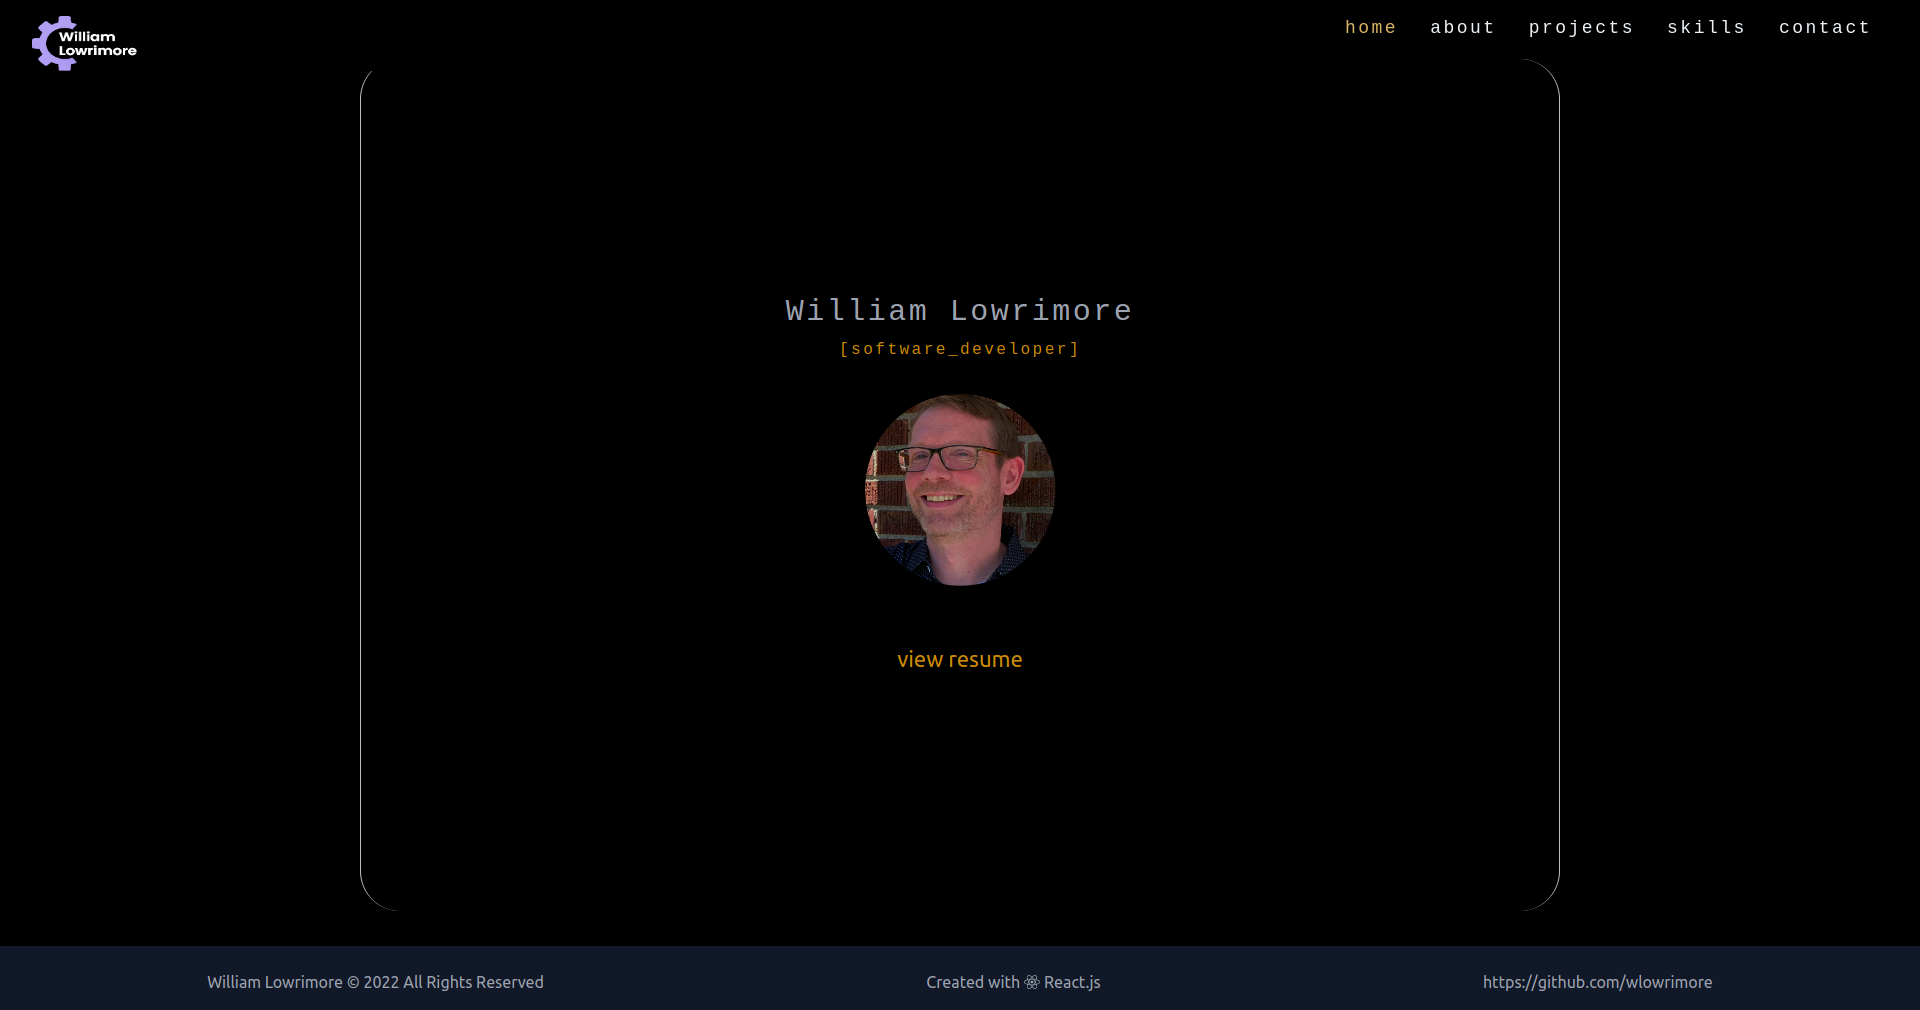 William
Lowrimore
home about projects skills contact
William Lowrimore
[software_developer]
view resume
William Lowrimore © 2022 All Rights Reserved
Created with React.js
https://github.com/wlowrimore